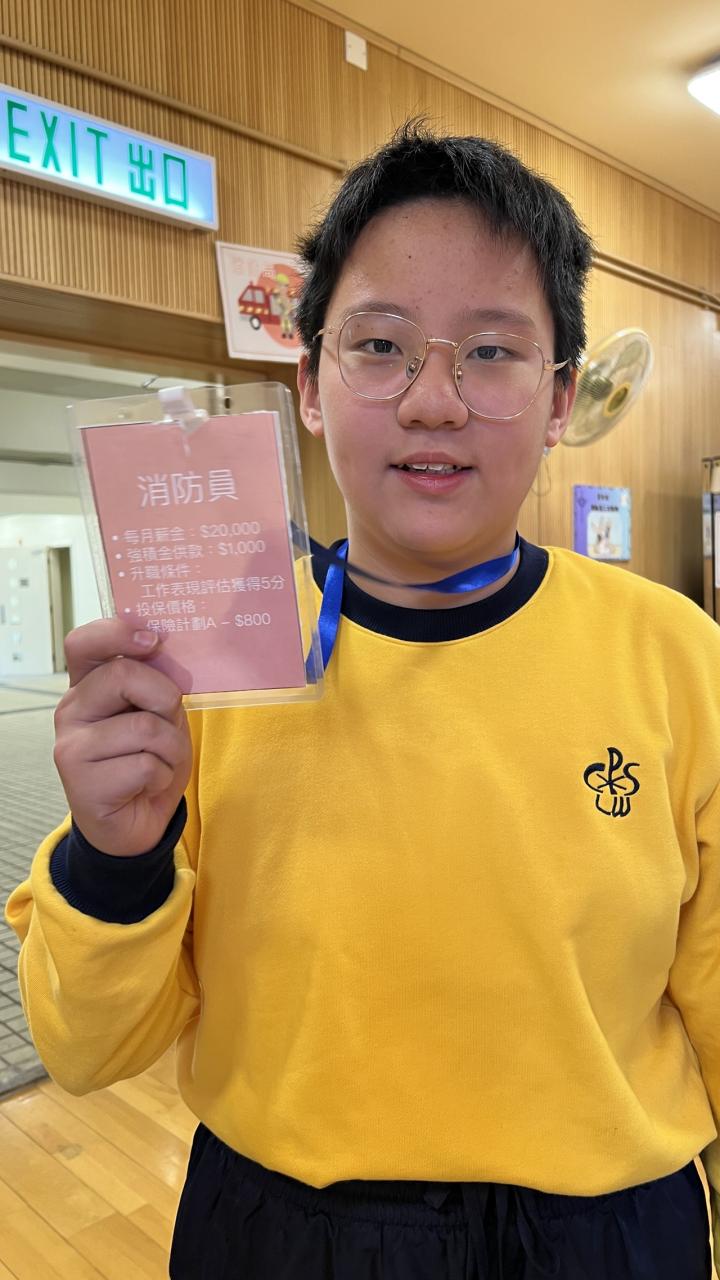 EXIT 出口
消防員
• 每月薪金：$20,000
• 強積金供款：$1,000
• 升職條件：
工作表現評估獲得5分
• 投保價格：
保險計劃A – $800